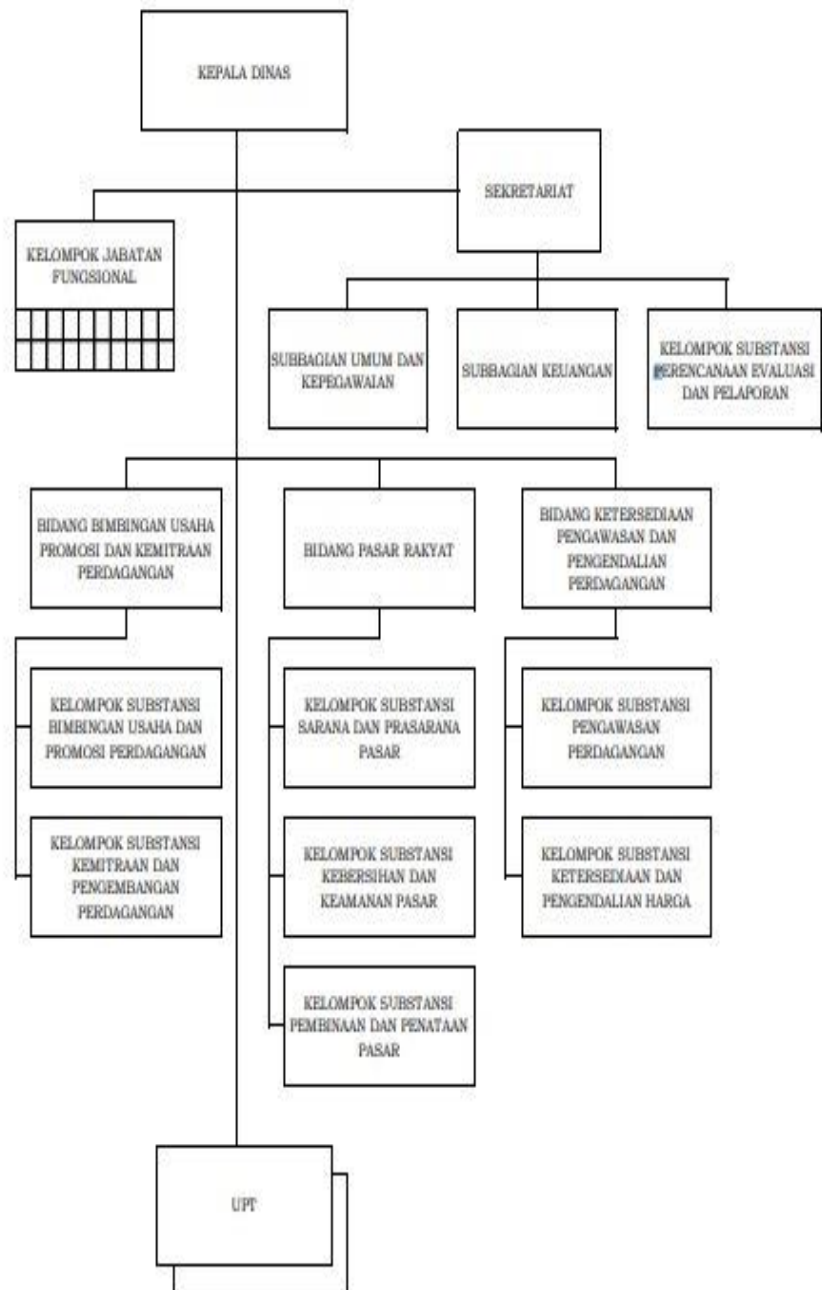 KEPALA DINAS
SEKRETARIAT
KELOMPOK JABATAN
FUNGSIONAL
SUBBAGIAN UMUM DAN
KEPEGAWAIAN
SUBBAGIAN KEUANGAN
KELOMPOK SUBSTANSI
PERENCANAAN EVALUASI
DAN PELAPORAN
BIDANG BIMBINGAN USAHA
PROMOSI DAN KEMITRAAN
PERDAGANGAN
BIDANG PASAR RAKYAT
BIDANG KETERSEDIAAN
PENGAWASAN DAN
PENGENDALIAN
PERDAGANGAN
KELOMPOK SUBSTANSI
BIMBINGAN USAHA DAN
PROMOSI PERDAGANGAN
KELOMPOK SUBSTANSI
SARANA DAN PRASARANA
PASAR
KELOMPOK SUBSTANSI
PENGAWASAN
PERDAGANGAN
KELOMPOK SUBSTANSI
KEMITRAAN DAN
PENGEMBANGAN
PERDAGANGAN
KELOMPOK SUBSTANSI
KEBERSIHAN DAN
KEAMANAN PASAR
KELOMPOK SUBSTANSI
KETERSEDIAAN DAN
PENGENDALIAN HARGA
KELOMPOK SUBSTANSI
PEMBINAAN DAN PENATAAN
PASAR
UPT